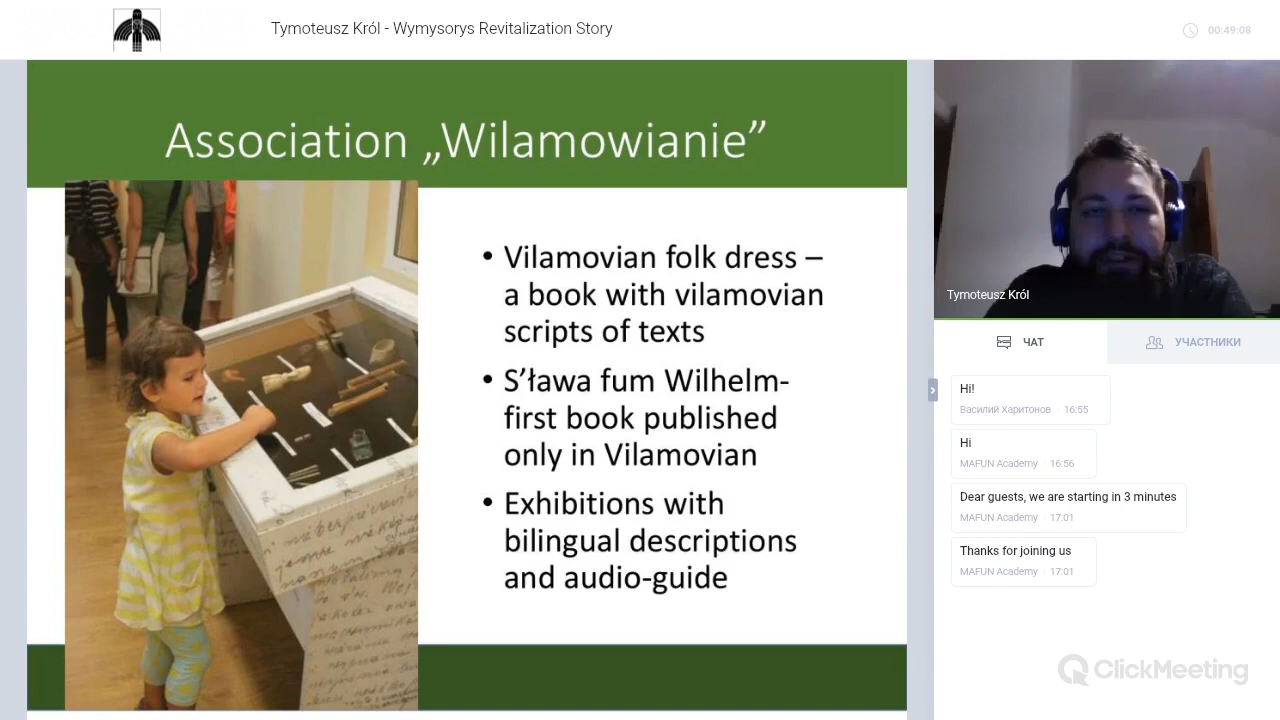 Tymoteusz Król - Wymysorys Revitalization Story
00:49:08
Association „Wilamowianie”
• Vilamovian folk dress –
a book with vilamovian
scripts of texts
• S’ława fum Wilhelm-
first book published
only in Vilamovian
• Exhibitions with
bilingual descriptions
and audio-guide
Tymoteusz Król
ЧАТ
УЧАСТНИКИ
Hi!
Василий Харитонов · 16:55
Hi
MAFUN Academy · 16:56
Dear guests, we are starting in 3 minutes
MAFUN Academy · 17:01
Thanks for joining us
MAFUN Academy · 17:01
ClickMeeting